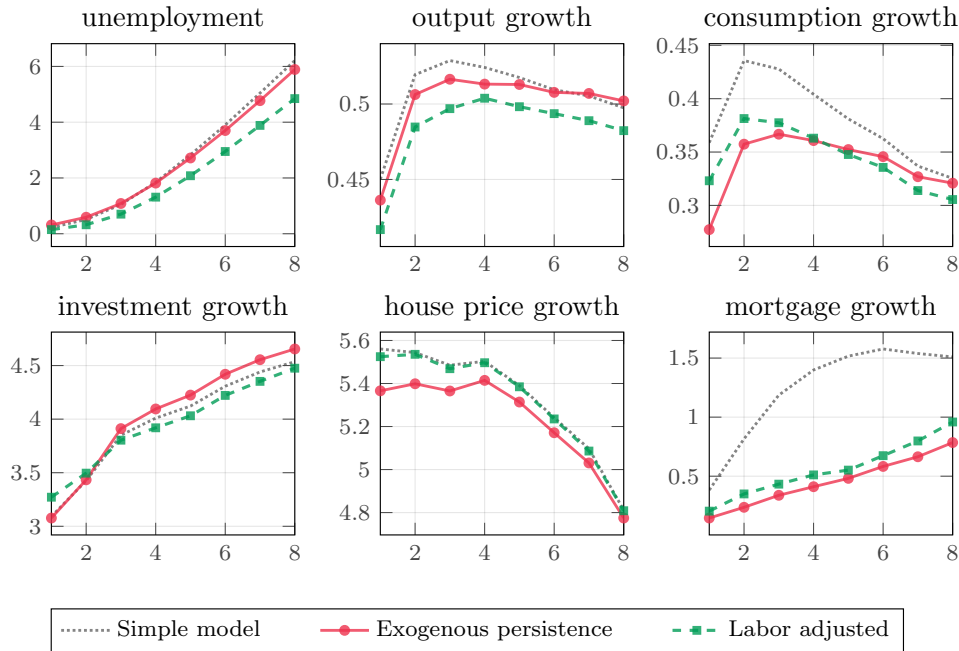 unemployment output growth consumption growth
6
4
2
0
2 4 6 8
0.5
0.45
2 4 6 8
0.45
0.4
0.35
0.3
2 4 6 8
investment growth house price growth mortgage growth
4.5
4
3.5
3
2 4 6 8
5.6
5.4
5.2
5
4.8
2 4 6 8
1.5
1
0.5
2 4 6 8
Simple model Exogenous persistence Labor adjusted